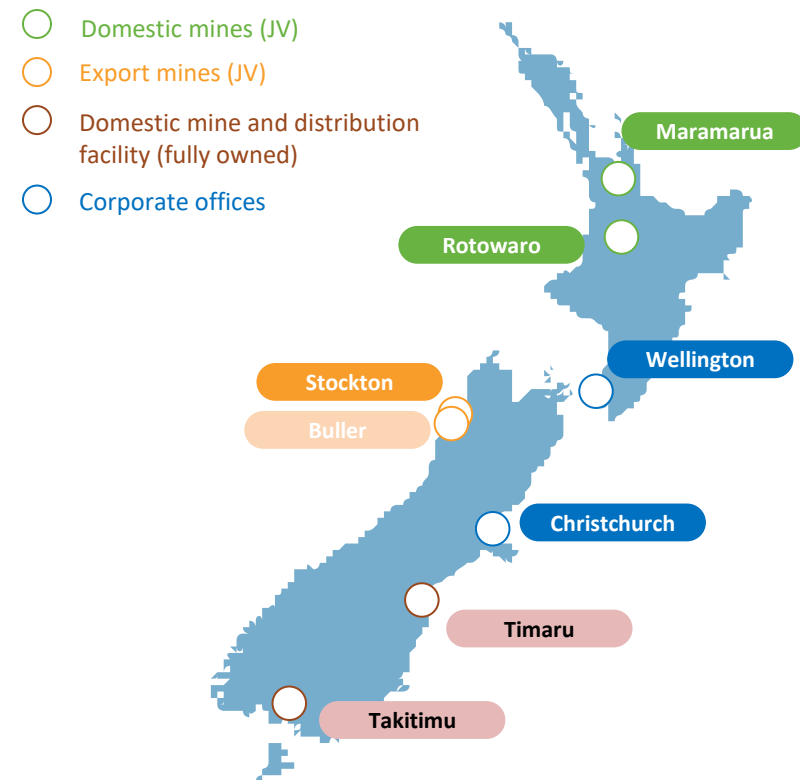 Domestic mines (JV)
Export mines (JV)
Domestic mine and distribution
facility (fully owned)
Corporate offices
Maramarua
Rotowaro
Wellington
Stockton
Buller
Christchurch
Timaru
Takitimu